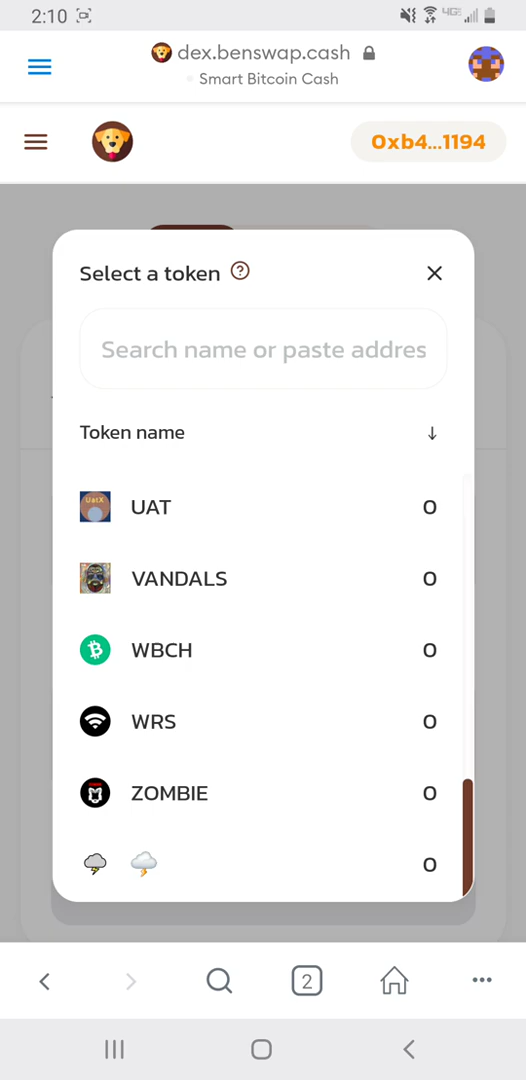 2:10
4G
dex.benswap.cash
Smart Bitcoin Cash
0xb4...1194
Select a token ?
Search name or paste addres
Token name ↓
UAT 0
VANDALS 0
WBCH 0
WRS 0
ZOMBIE 0
🌩️ 0
2